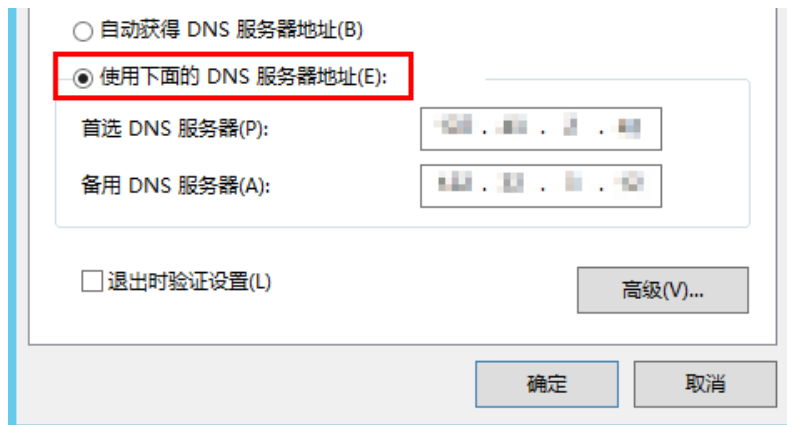 自动获得 DNS 服务器地址(B)
使用下面的 DNS 服务器地址(E):
首选 DNS 服务器(P):
备用 DNS 服务器(A):
退出时验证设置(L)
高级(V)...
确定 取消